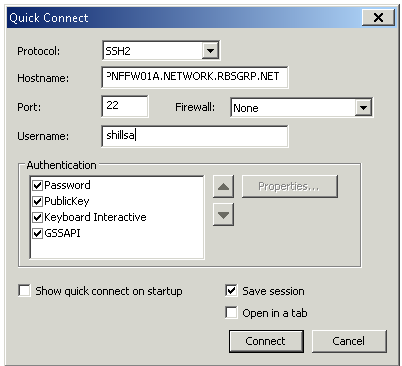 Quick Connect
Protocol: SSH2
Hostname: PNFFW01A.NETWORK.RBSGRP.NET
Port: 22 Firewall: None
Username: shillsa
Authentication
Password
PublicKey
Keyboard Interactive
GSSAPI
Properties...
Show quick connect on startup
Save session
Open in a tab
Connect Cancel